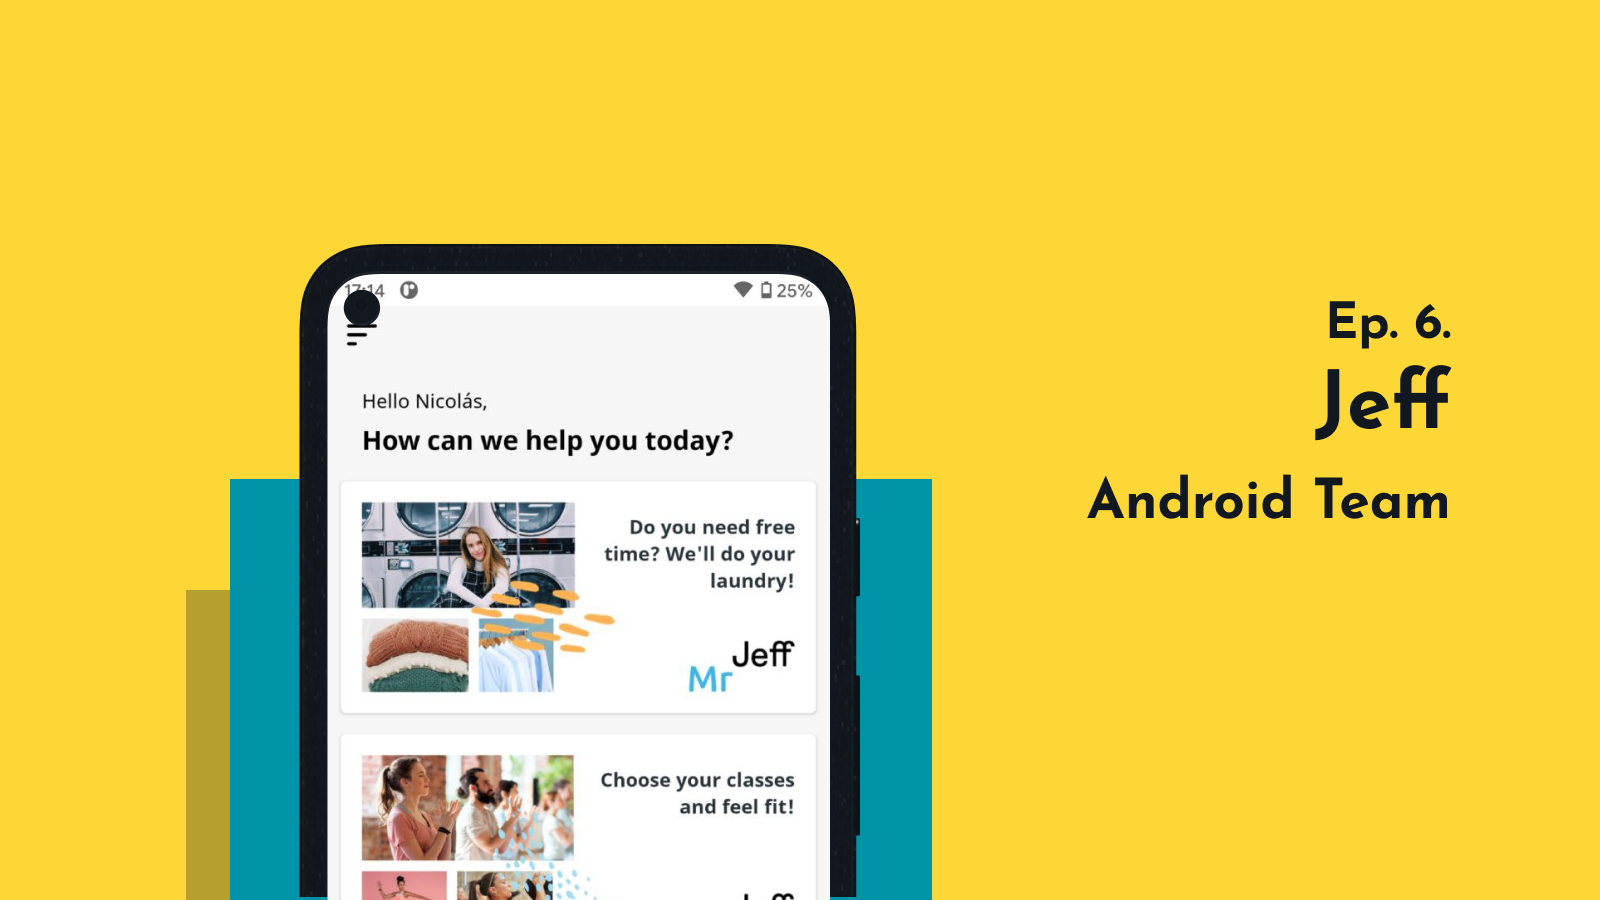 17:14
25%
Hello Nicolás,
How can we help you today?
Do you need free
time? We'll do your
laundry!
Mr Jeff
Choose your classes
and feel fit!
Ep. 6.
Jeff
Android Team